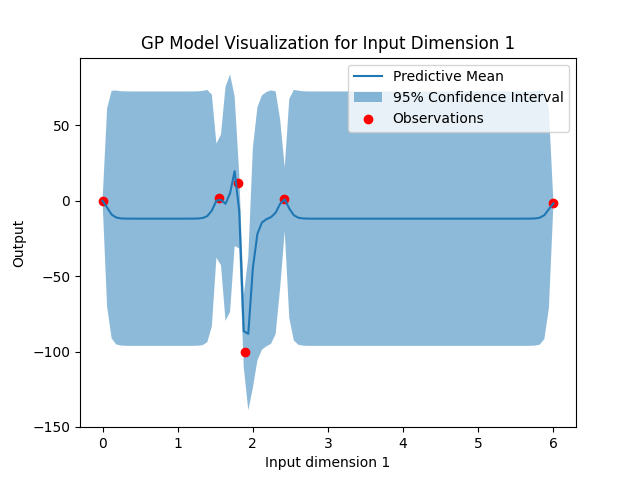 GP Model Visualization for Input Dimension 1
Predictive Mean
95% Confidence Interval
Observations
Output
50
0
−50
−100
−150
0 1 2 3 4 5 6
Input dimension 1